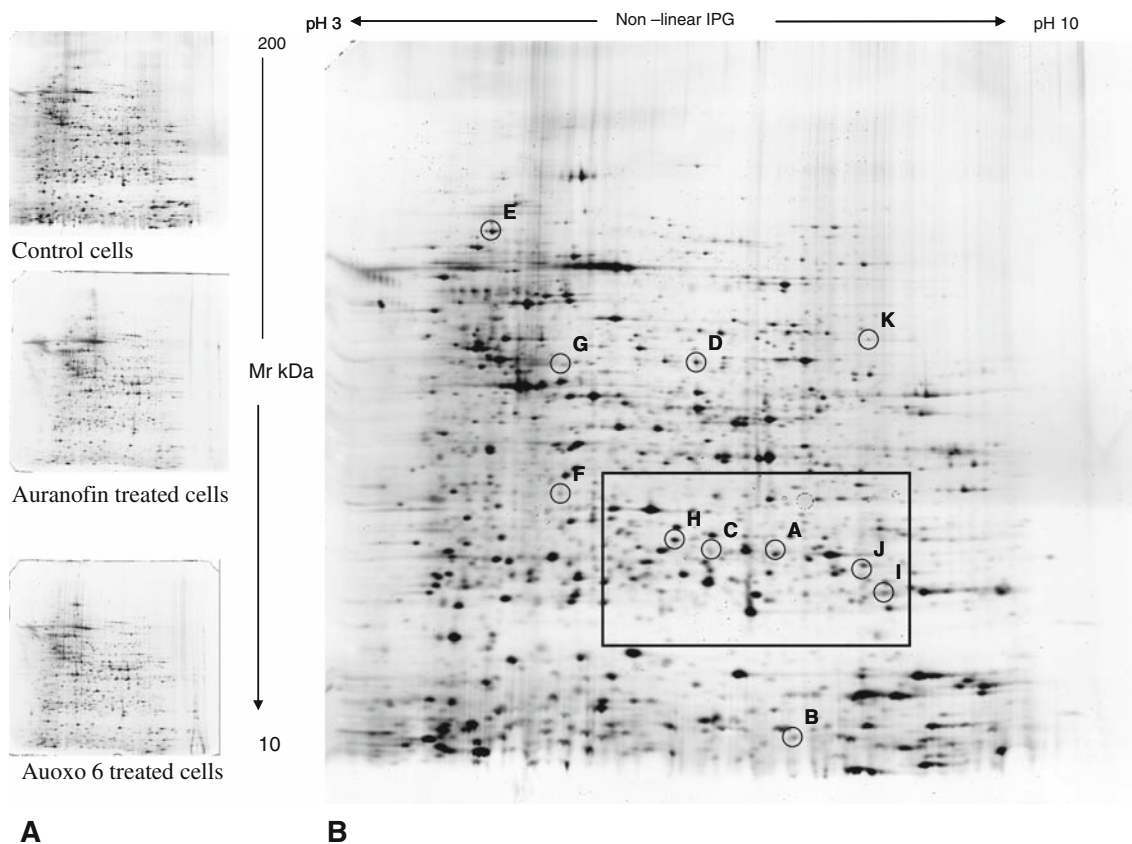 pH 3
Non –linear IPG
pH 10
200
Mr kDa
10
Control cells
Auranofin treated cells
Auoxo 6 treated cells
E
K
G
D
F
H
C
A
J
I
B
A
B